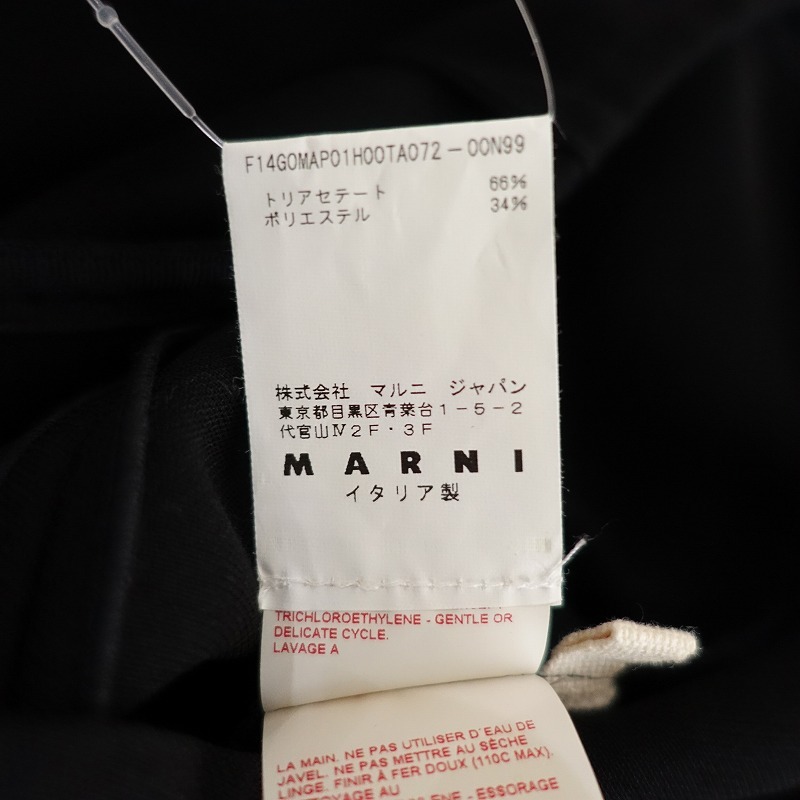 F14GOMAP01H00TA072-00N99
トリアセテート 66%
ポリエステル 34%
株式会社 マルニ ジャパン
東京都目黒区青葉台1-5-2
代官山Ⅳ2F・3F
MARNI
イタリア製
TRICHLOROETHYLENE - GENTLE OR
DELICATE CYCLE.
LAVAGE A
LA MAIN. NE PAS UTILISER D'EAU DE
JAVEL. NE PAS METTRE AU SÈCHE
LINGE. FINIR À FER DOUX (110C MAX).
NETTOYAGE AU
- ESSORAGE